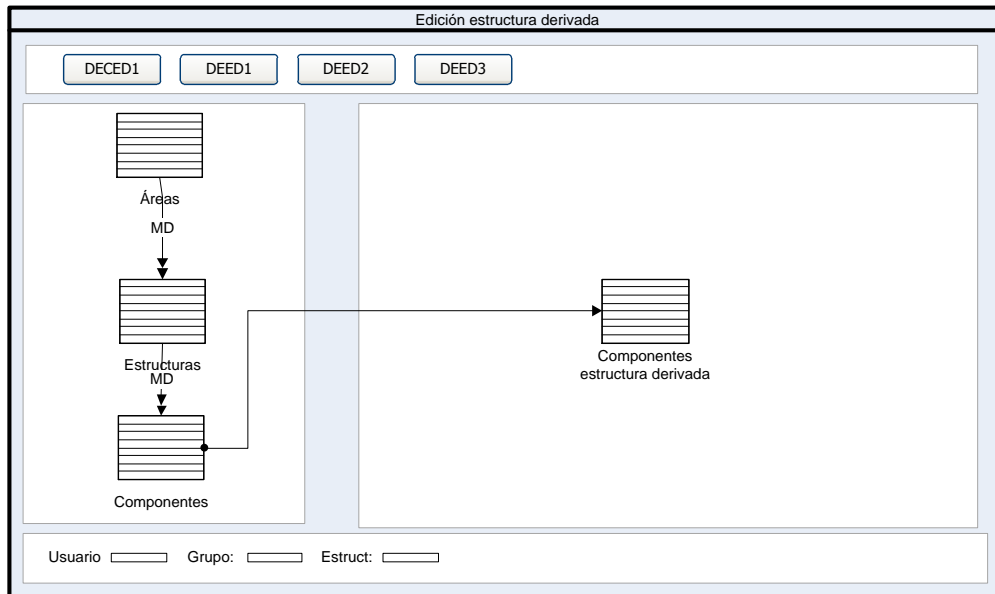 Edición estructura derivada
DECED1 DEED1 DEED2 DEED3
Áreas
MD
Estructuras
MD
Componentes
Componentes
estructura derivada
Usuario Grupo: Estruct: